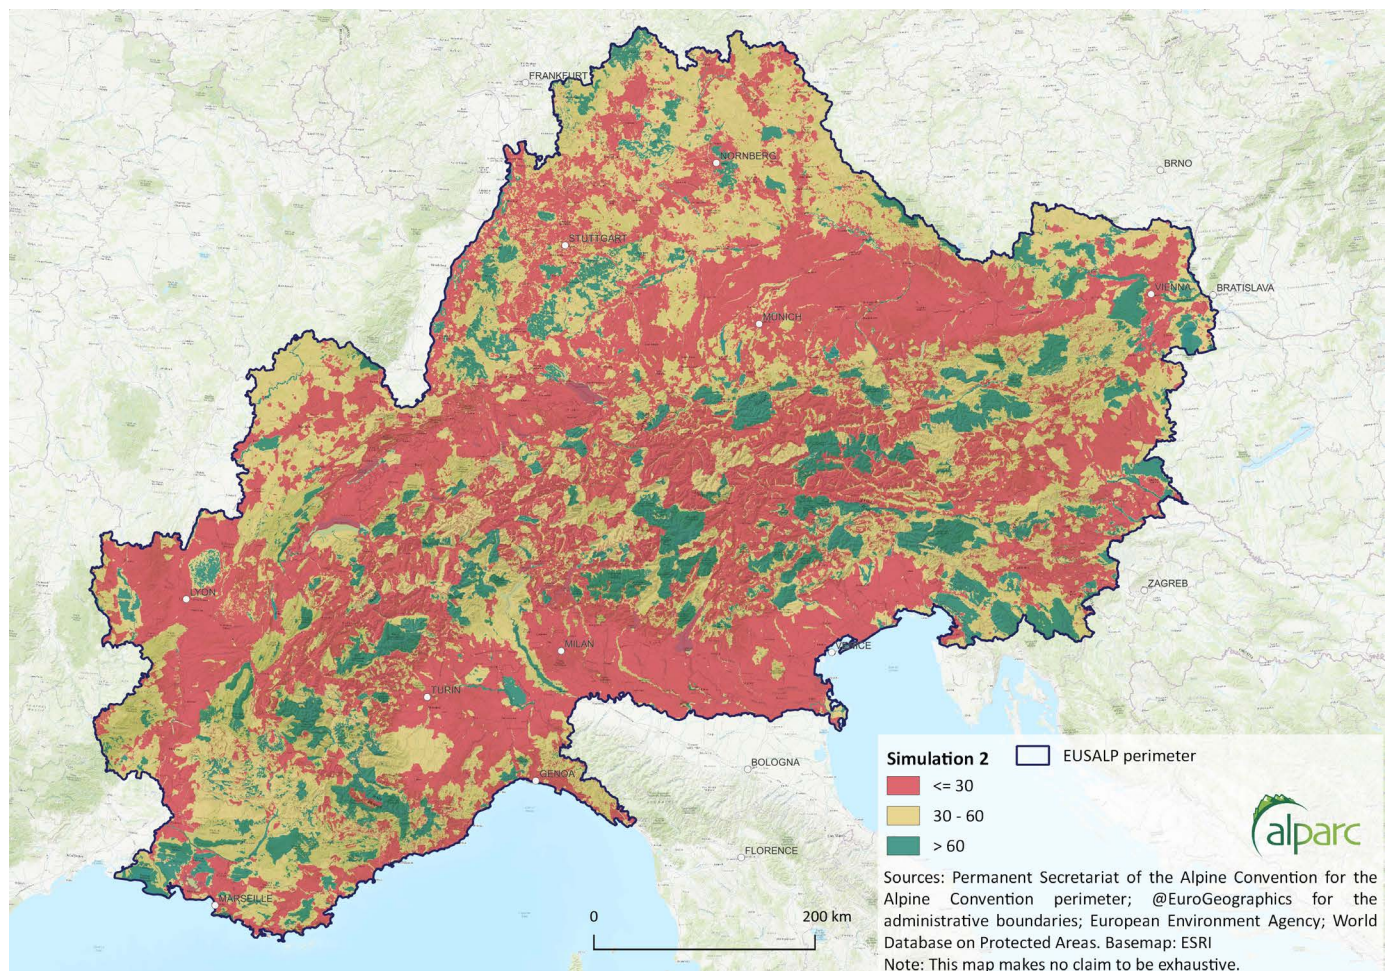 FRANKFURT
BRNO
NÜRNBERG
STUTTGART
VIENNA
BRATISLAVA
MUNICH
ZAGREB
LYON
MILAN
VENICE
TURIN
BOLOGNA
GENOA
FLORENCE
MARSEILLE
Simulation 2
EUSALP perimeter
<= 30
30 - 60
> 60
alparc
Sources: Permanent Secretariat of the Alpine Convention for the
Alpine Convention perimeter; @EuroGeographics for the
administrative boundaries; European Environment Agency; World
Database on Protected Areas. Basemap: ESRI
Note: This map makes no claim to be exhaustive.
0
200 km